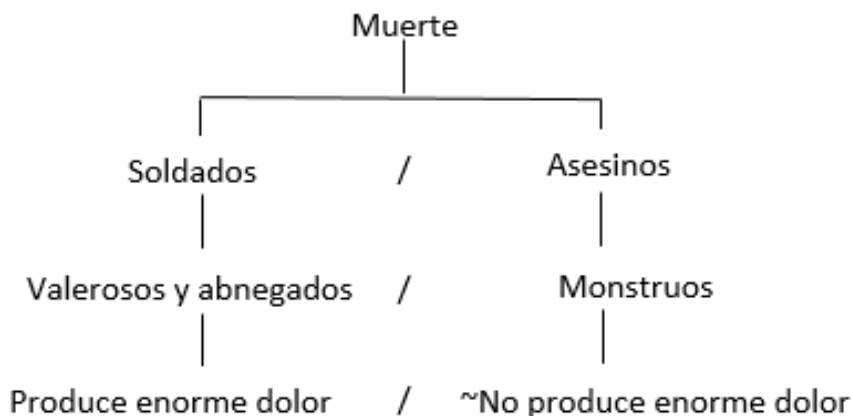 Muerte
Soldados / Asesinos
Valerosos y abnegados / Monstruos
Produce enorme dolor / ~No produce enorme dolor